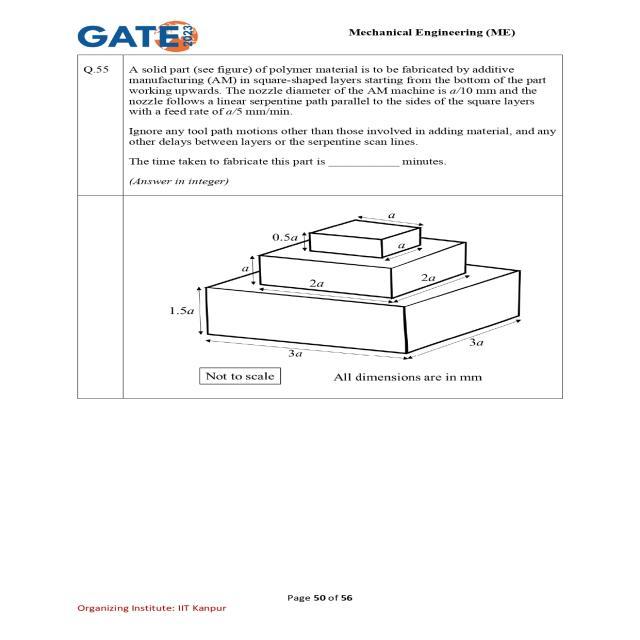 GATE 2023
Mechanical Engineering (ME)
Q.55
A solid part (see figure) of polymer material is to be fabricated by additive
manufacturing (AM) in square-shaped layers starting from the bottom of the part
working upwards. The nozzle diameter of the AM machine is a/10 mm and the
nozzle follows a linear serpentine path parallel to the sides of the square layers
with a feed rate of a/5 mm/min.
Ignore any tool path motions other than those involved in adding material, and any
other delays between layers or the serpentine scan lines.
The time taken to fabricate this part is ____________ minutes.
(Answer in integer)
a
0.5a
a
a
2a
2a
1.5a
3a
3a
Not to scale
All dimensions are in mm
Page 50 of 56
Organizing Institute: IIT Kanpur